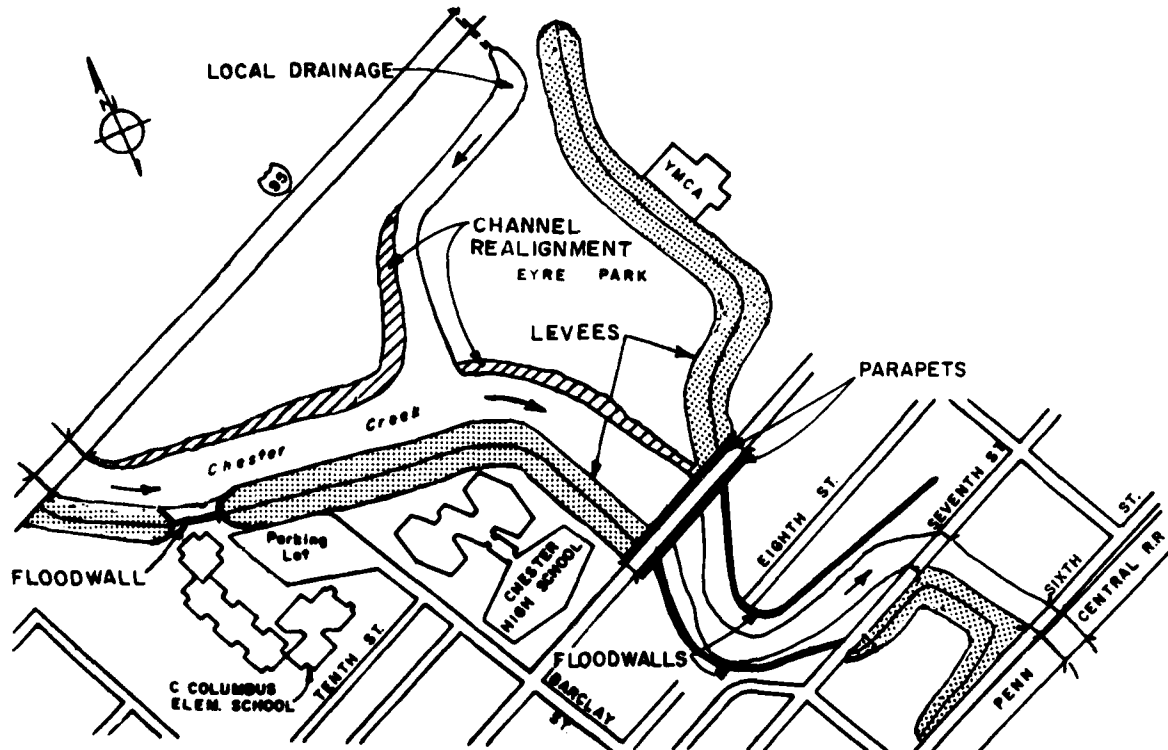 LOCAL DRAINAGE
N
95
YMCA
CHANNEL
REALIGNMENT
EYRE PARK
LEVEES
PARAPETS
Chester Creek
Parking
Lot
FLOODWALL
CHESTER
HIGH SCHOOL
EIGHTH ST.
SEVENTH ST.
SIXTH ST.
PENN CENTRAL R.R
TENTH ST.
C COLUMBUS
ELEM. SCHOOL
FLOODWALLS
BARCLAY
ST.